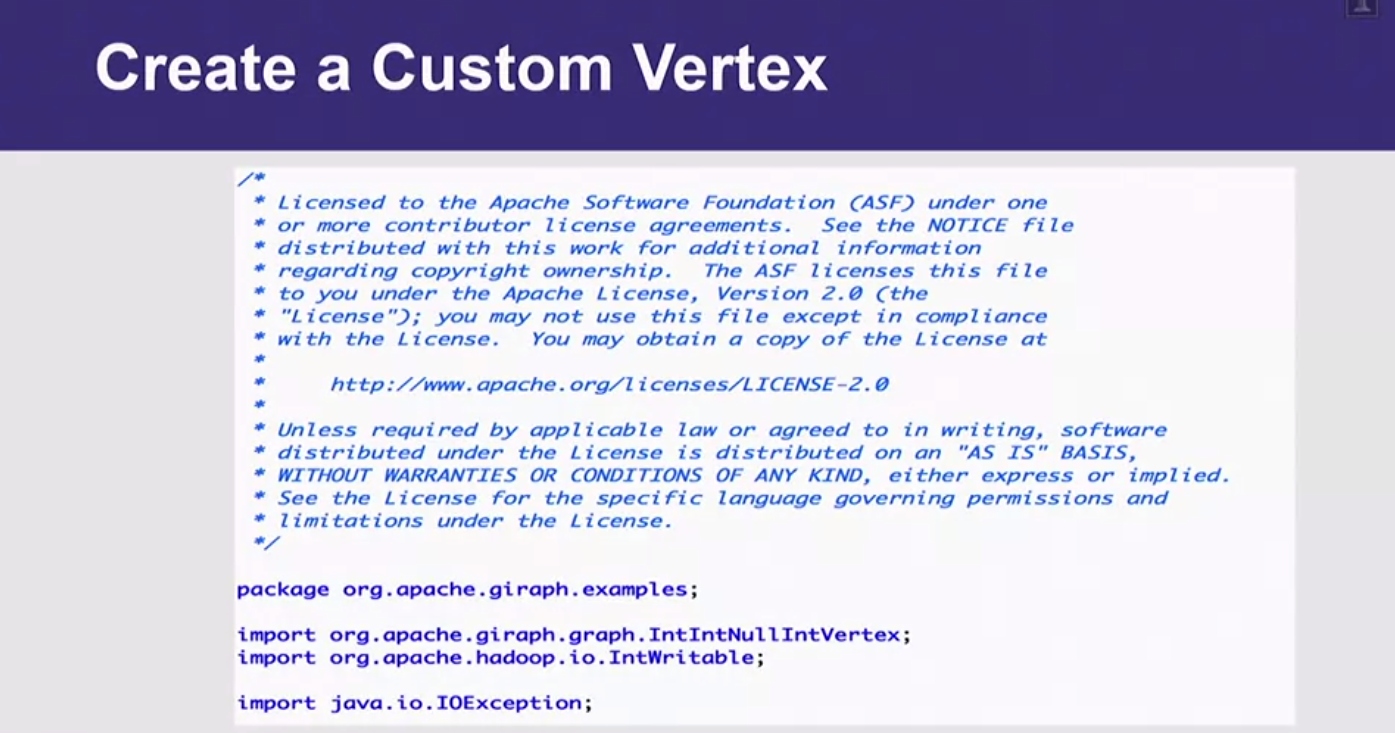 Create a Custom Vertex
/*
 * Licensed to the Apache Software Foundation (ASF) under one
 * or more contributor license agreements.  See the NOTICE file
 * distributed with this work for additional information
 * regarding copyright ownership.  The ASF licenses this file
 * to you under the Apache License, Version 2.0 (the
 * "License"); you may not use this file except in compliance
 * with the License.  You may obtain a copy of the License at
 *
 *     http://www.apache.org/licenses/LICENSE-2.0
 *
 * Unless required by applicable law or agreed to in writing, software
 * distributed under the License is distributed on an "AS IS" BASIS,
 * WITHOUT WARRANTIES OR CONDITIONS OF ANY KIND, either express or implied.
 * See the License for the specific language governing permissions and
 * limitations under the License.
 */
package org.apache.giraph.examples;
import org.apache.giraph.graph.IntIntNullIntVertex;
import org.apache.hadoop.io.IntWritable;
import java.io.IOException;